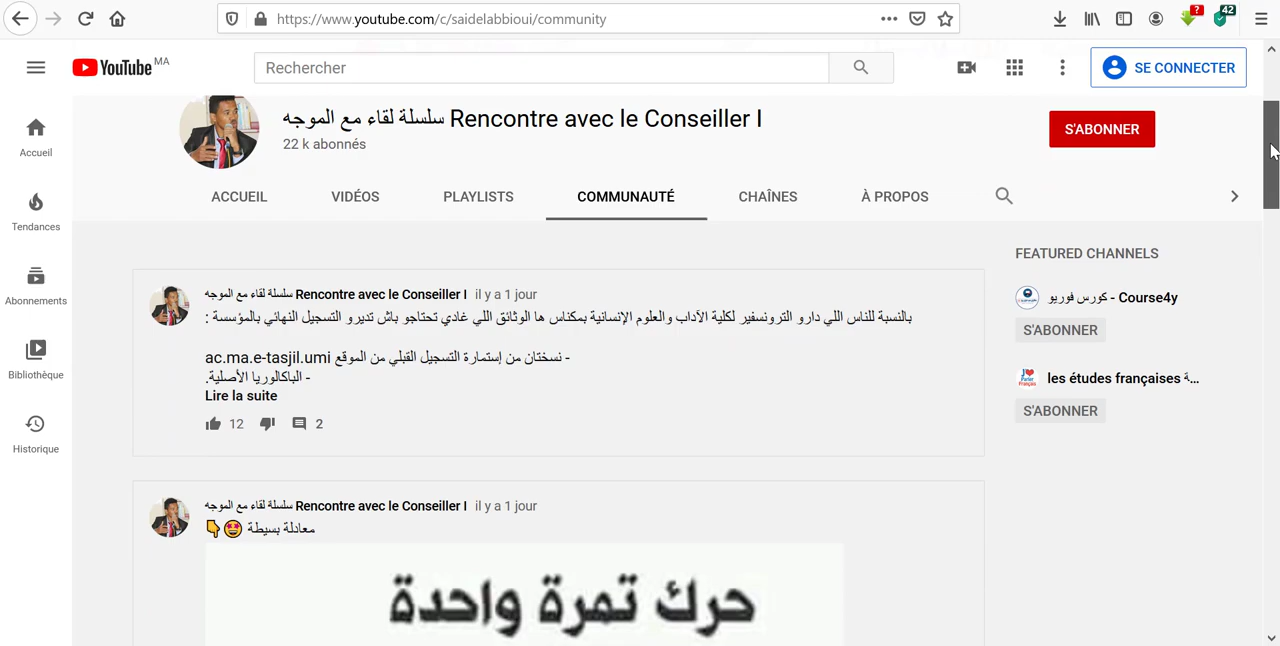 https://www.youtube.com/c/saidelabbioui/community
?
42
YouTube MA
Rechercher
SE CONNECTER
Accueil
Tendances
Abonnements
Bibliothèque
Historique
سلسلة لقاء مع الموجه Rencontre avec le Conseiller I
22 k abonnés
S'ABONNER
ACCUEIL
VIDÉOS
PLAYLISTS
COMMUNAUTÉ
CHAÎNES
À PROPOS
سلسلة لقاء مع الموجه Rencontre avec le Conseiller I il y a 1 jour
بالنسبة للناس اللي دارو الترونسفير لكلية الآداب والعلوم الإنسانية بمكناس ها الوثائق اللي غادي تحتاجو باش تديرو التسجيل النهائي بالمؤسسة :
- نسختان من إستمارة التسجيل القبلي من الموقع ac.ma.e-tasjil.umi
- الباكالوريا الأصلية.
Lire la suite
12
2
سلسلة لقاء مع الموجه Rencontre avec le Conseiller I il y a 1 jour
معادلة بسيطة 🤩👇
حرك تمرة واحدة
FEATURED CHANNELS
كورس فوريو - Course4y
S'ABONNER
les études françaises ة...
S'ABONNER